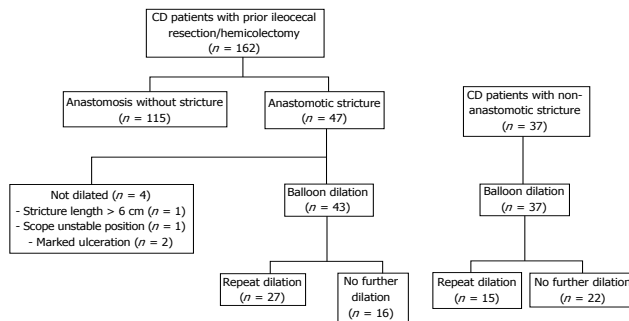 CD patients with prior ileocecal
resection/hemicolectomy
(n = 162)
Anastomosis without stricture
(n = 115)
Anastomotic stricture
(n = 47)
CD patients with non-
anastomotic stricture
(n = 37)
Not dilated (n = 4)
- Stricture length > 6 cm (n = 1)
- Scope unstable position (n = 1)
- Marked ulceration (n = 2)
Balloon dilation
(n = 43)
Balloon dilation
(n = 37)
Repeat dilation
(n = 27)
No further
dilation
(n = 16)
Repeat dilation
(n = 15)
No further dilation
(n = 22)